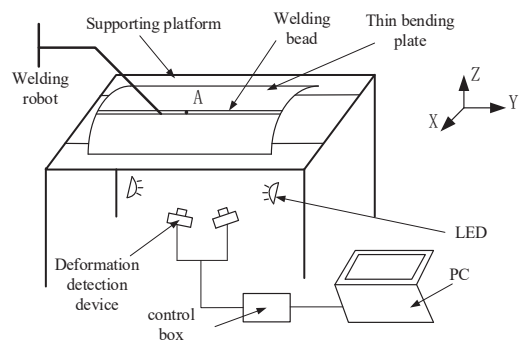 Supporting platform
Welding
bead
Thin bending
plate
Welding
robot
A
Z
Y
X
LED
Deformation
detection
device
control
box
PC